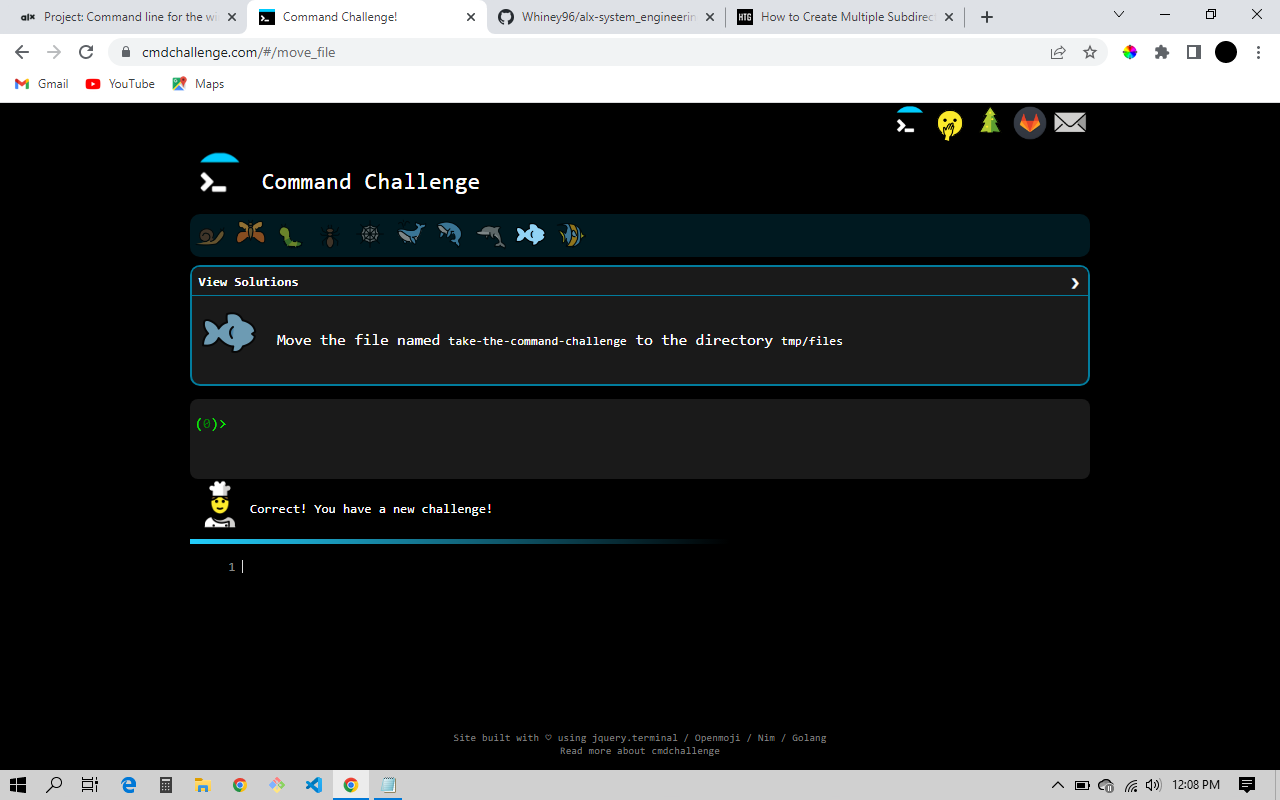 alx Project: Command line for the wi
Command Challenge!
Whiney96/alx-system_engineerin
HTG How to Create Multiple Subdirec
cmdchallenge.com/#/move_file
Gmail
YouTube
Maps
Command Challenge
View Solutions
Move the file named take-the-command-challenge to the directory tmp/files
(0)>
Correct! You have a new challenge!
1
Site built with ♡ using jquery.terminal / Openmoji / Nim / Golang
Read more about cmdchallenge
12:08 PM